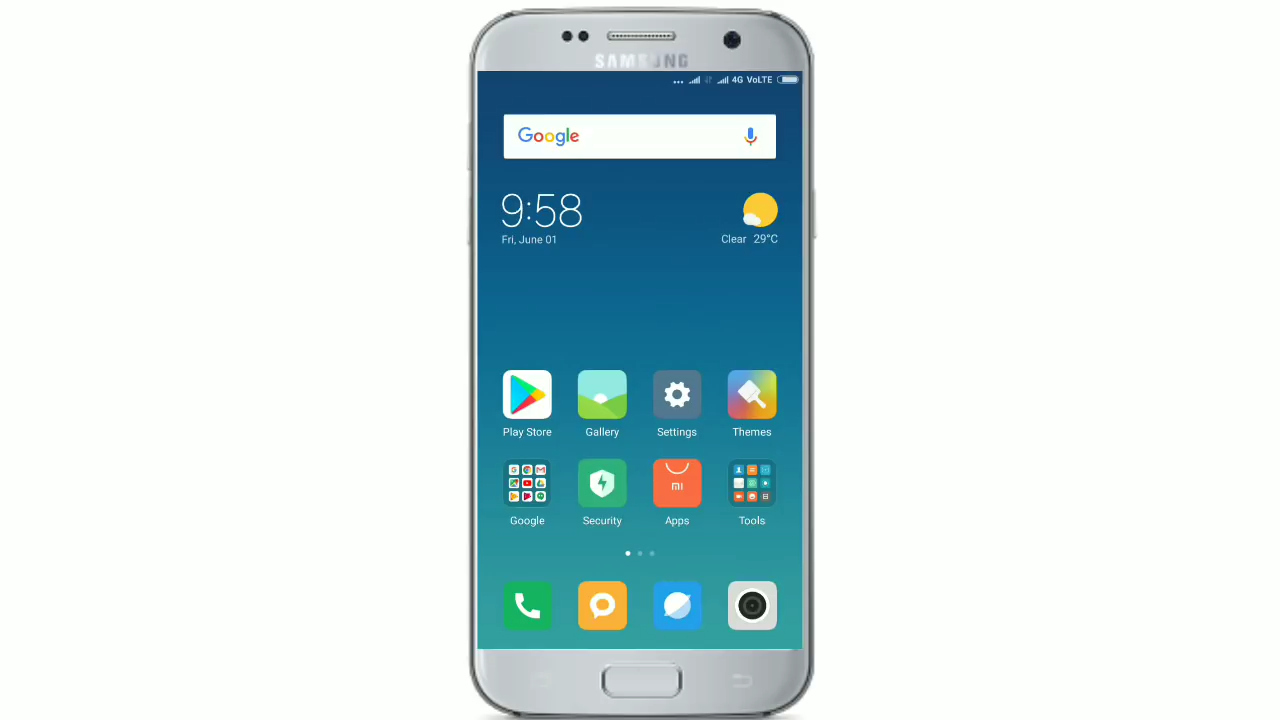 SAMSUNG
4G VoLTE
Google
9:58
Fri, June 01
Clear 29°C
Play Store
Gallery
Settings
Themes
mi
Google
Security
Apps
Tools